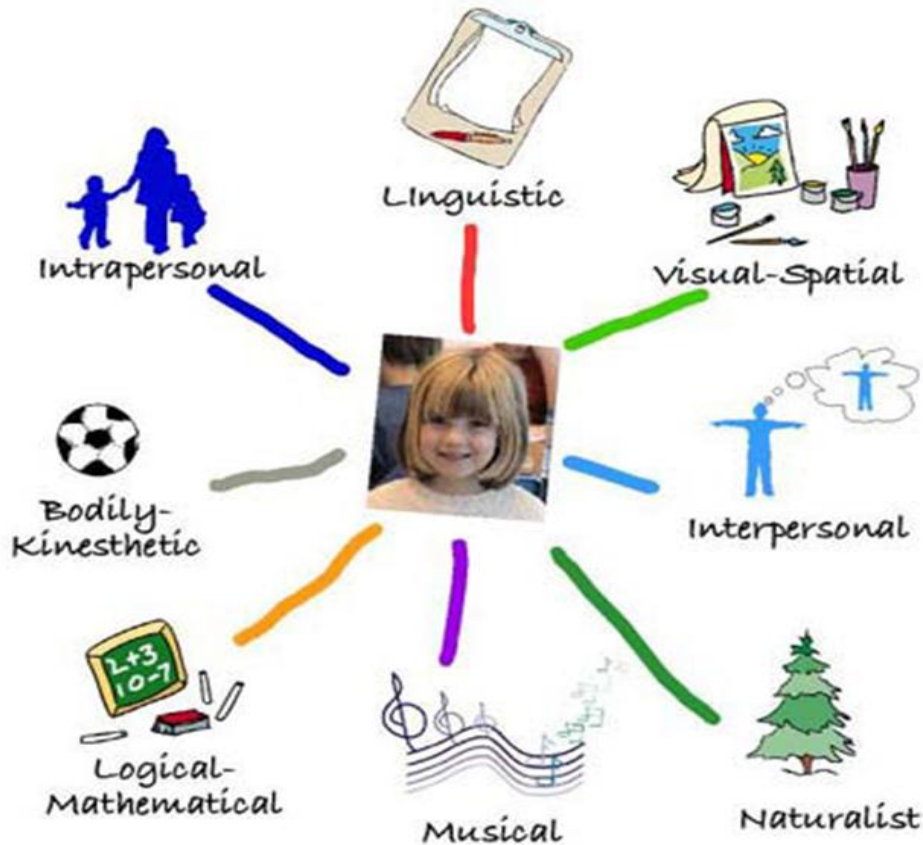 LInguistic
Intrapersonal
Visual-Spatial
Bodily-
Kinesthetic
Interpersonal
2+3
10-7
Logical-
Mathematical
Musical
Naturalist